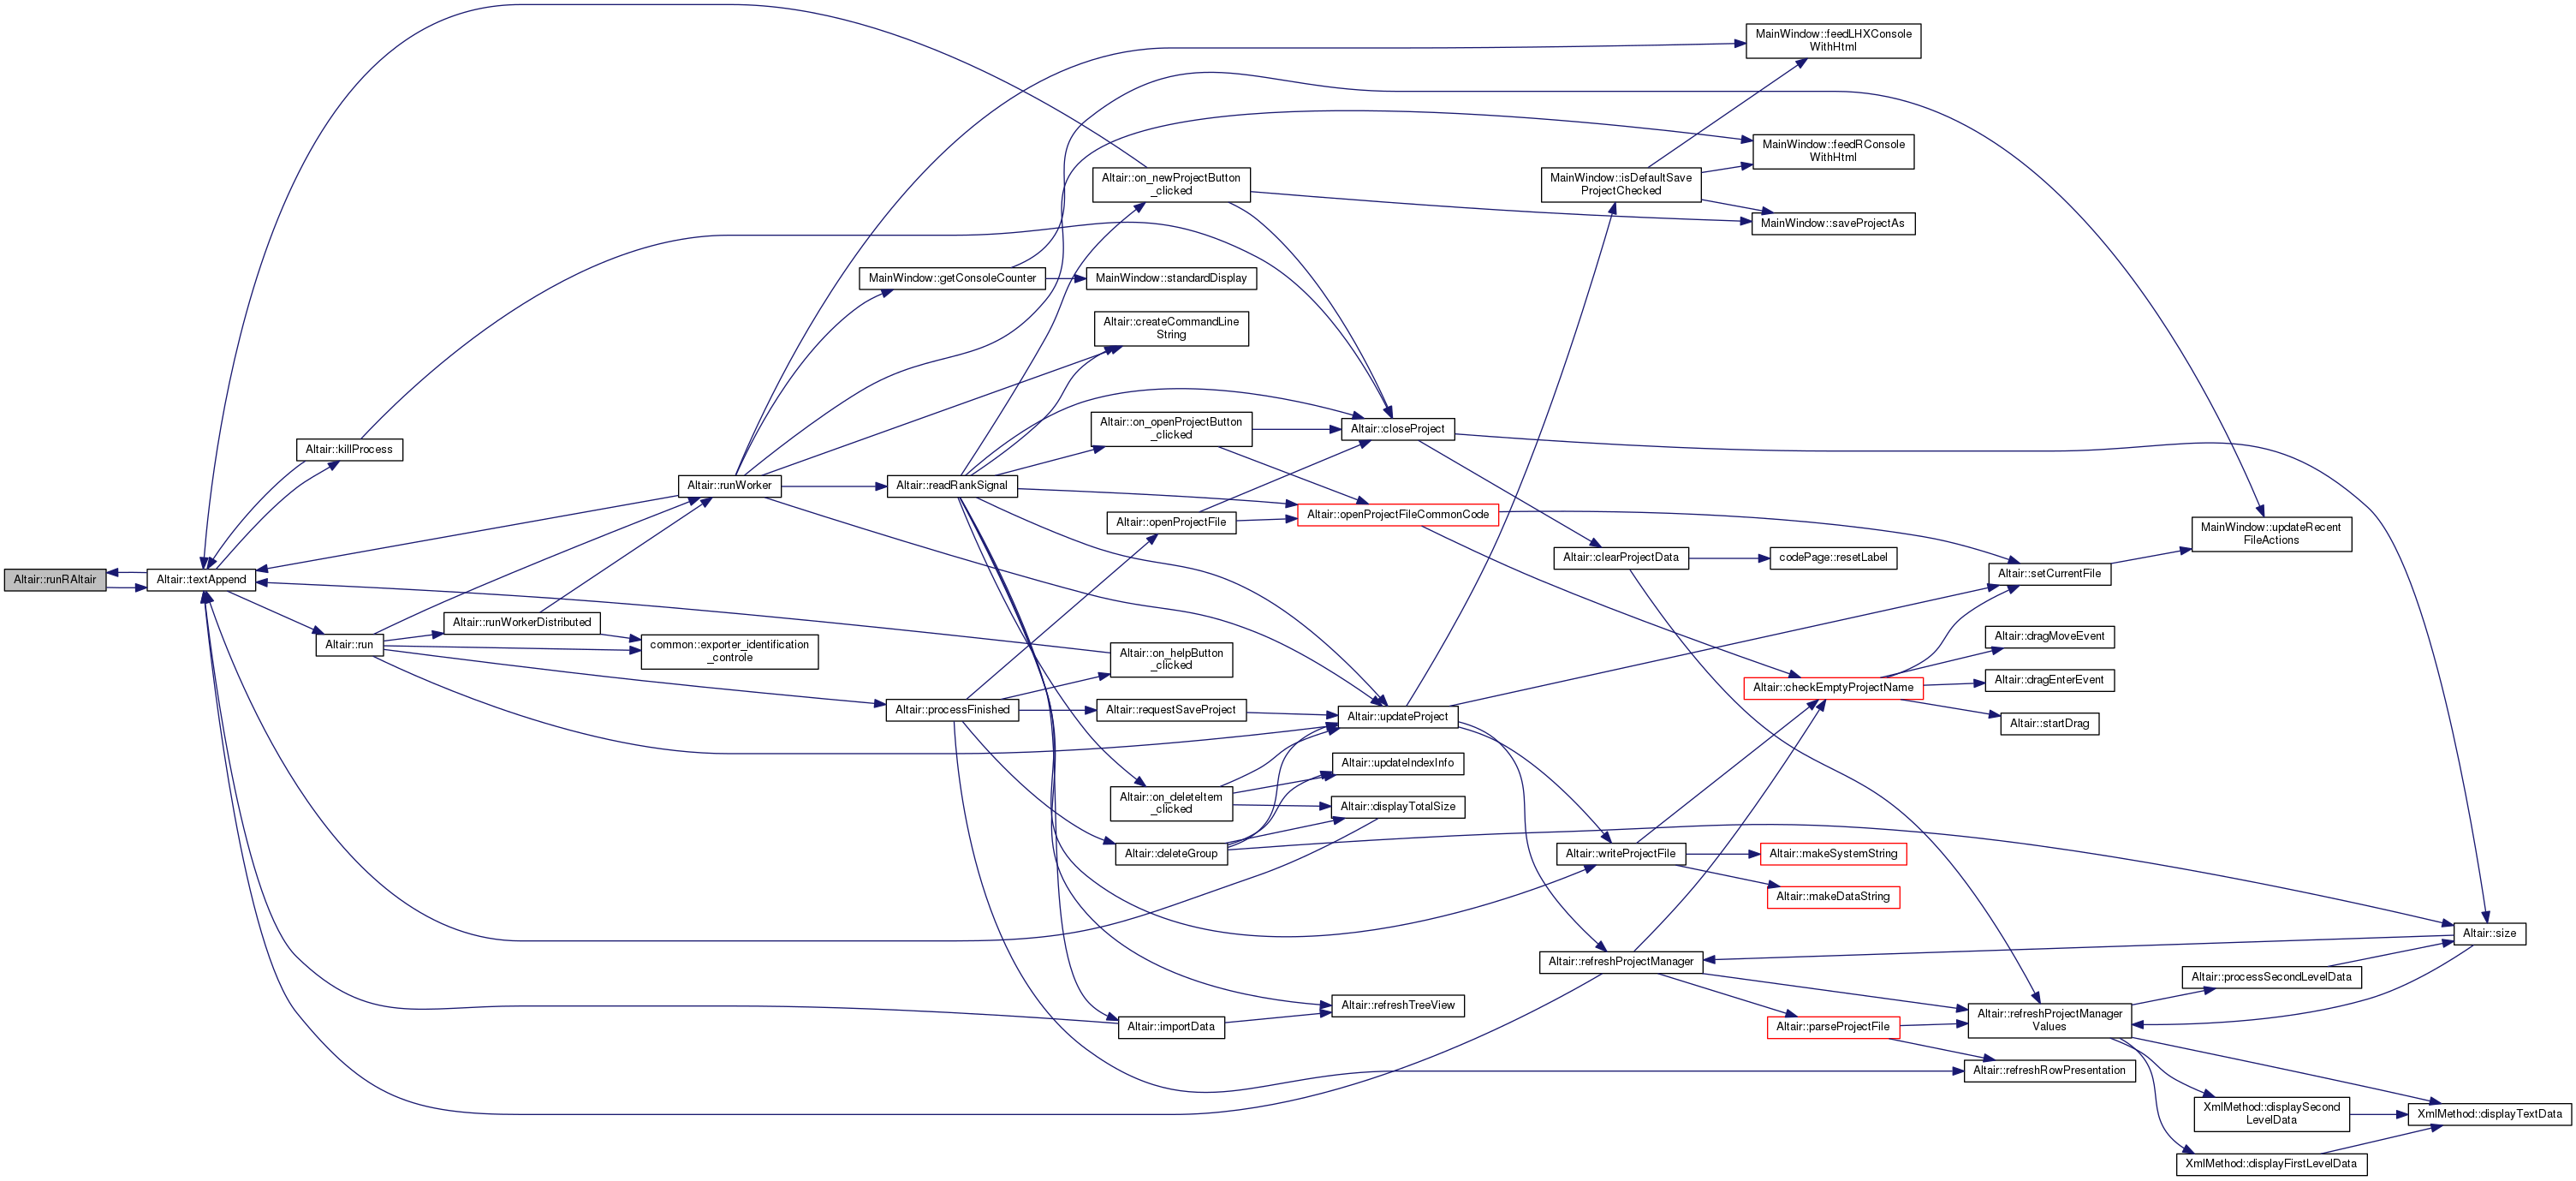 MainWindow::feedLHXConsole
WithHtml
MainWindow::feedRConsole
WithHtml
Altair::on_newProjectButton
_clicked
MainWindow::isDefaultSave
ProjectChecked
MainWindow::saveProjectAs
MainWindow::getConsoleCounter
MainWindow::standardDisplay
Altair::createCommandLine
String
Altair::on_openProjectButton
_clicked
Altair::closeProject
Altair::killProcess
Altair::runWorker
Altair::readRankSignal
Altair::openProjectFile
Altair::openProjectFileCommonCode
MainWindow::updateRecent
FileActions
Altair::clearProjectData
codePage::resetLabel
Altair::setCurrentFile
Altair::runRAltair
Altair::textAppend
Altair::run
Altair::runWorkerDistributed
common::exporter_identification
_controle
Altair::on_helpButton
_clicked
Altair::dragMoveEvent
Altair::checkEmptyProjectName
Altair::dragEnterEvent
Altair::startDrag
Altair::processFinished
Altair::requestSaveProject
Altair::updateProject
Altair::updateIndexInfo
Altair::on_deleteItem
_clicked
Altair::displayTotalSize
Altair::deleteGroup
Altair::writeProjectFile
Altair::makeSystemString
Altair::makeDataString
Altair::size
Altair::refreshProjectManager
Altair::processSecondLevelData
Altair::refreshTreeView
Altair::importData
Altair::parseProjectFile
Altair::refreshProjectManager
Values
Altair::refreshRowPresentation
XmlMethod::displaySecond
LevelData
XmlMethod::displayTextData
XmlMethod::displayFirstLevelData